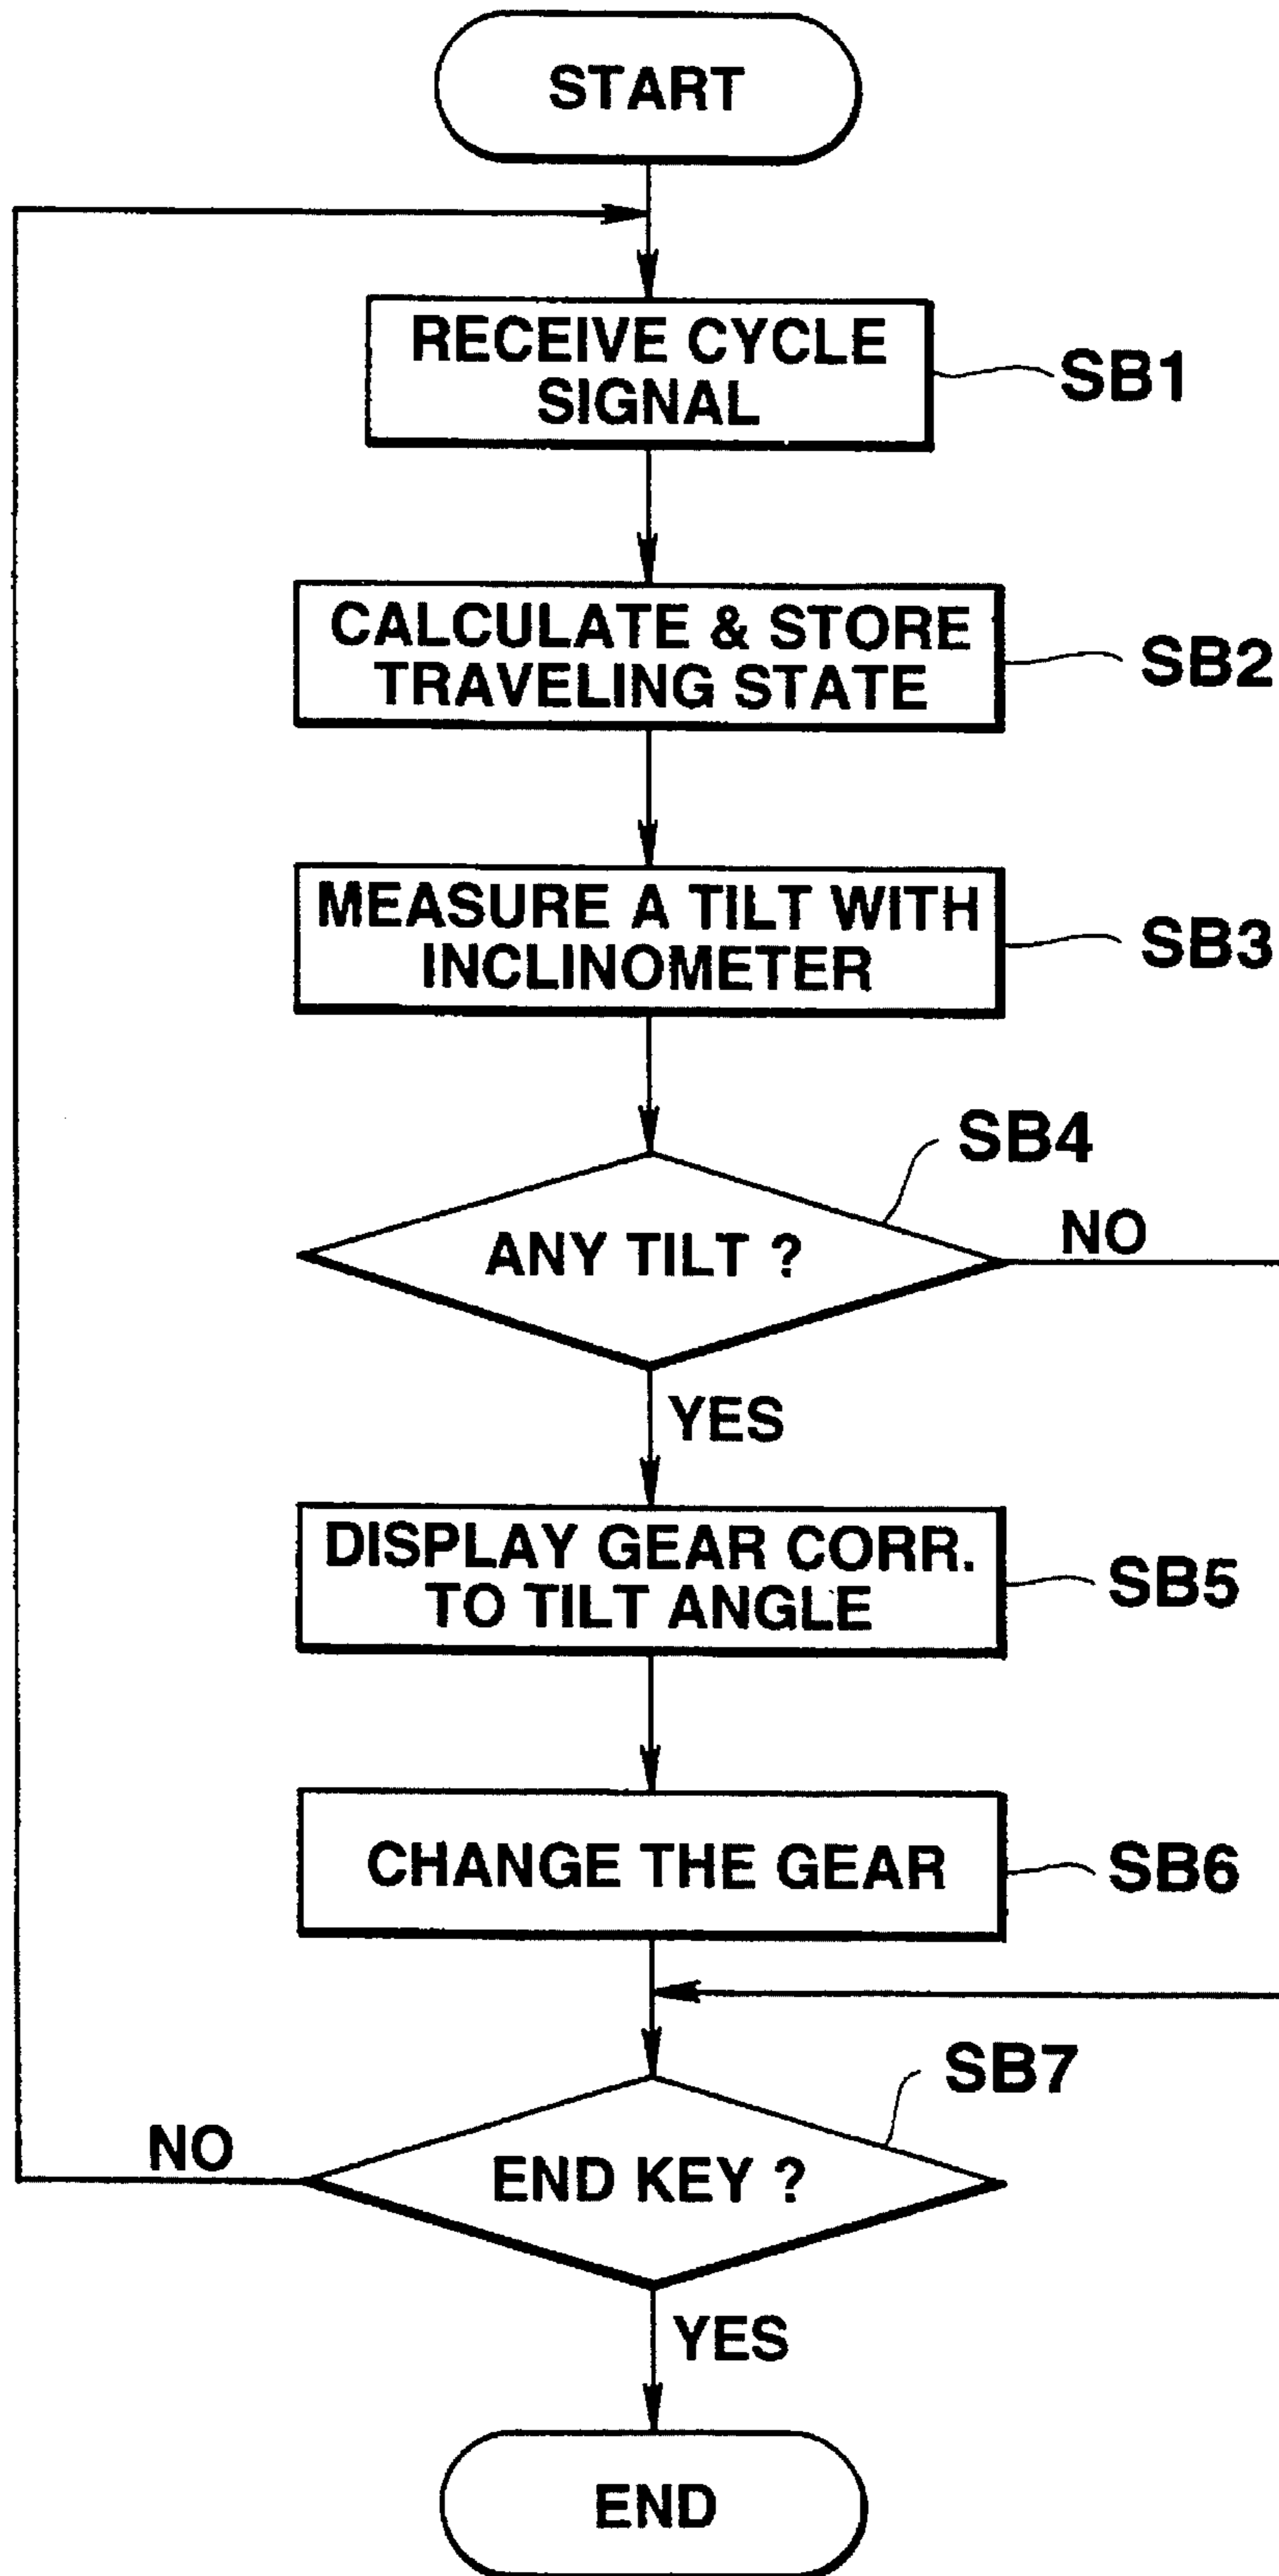 START
RECEIVE CYCLE
SIGNAL
SB1
CALCULATE & STORE
TRAVELING STATE
SB2
MEASURE A TILT WITH
INCLINOMETER
SB3
SB4
ANY TILT ?
NO
YES
DISPLAY GEAR CORR.
TO TILT ANGLE
SB5
CHANGE THE GEAR
SB6
SB7
NO
END KEY ?
YES
END